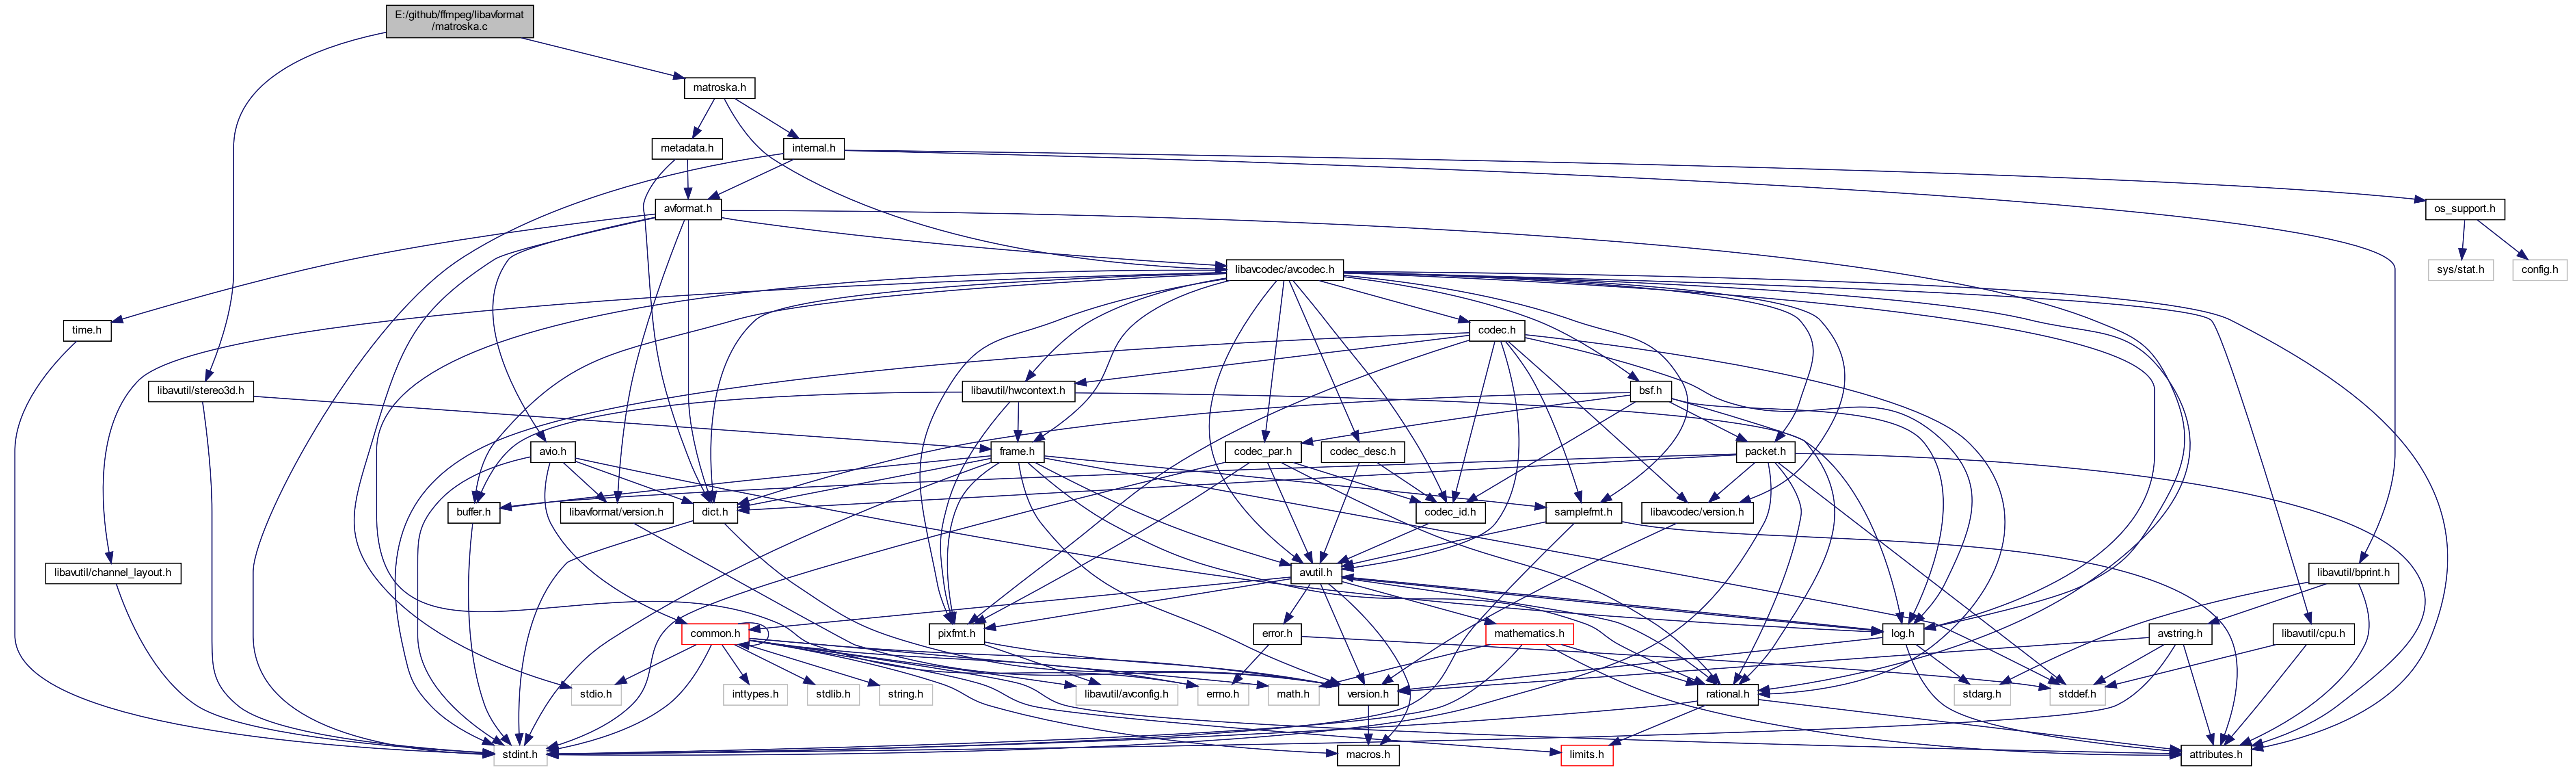 E:/github/ffmpeg/libavformat
/matroska.c
matroska.h
metadata.h
internal.h
avformat.h
os_support.h
libavcodec/avcodec.h
sys/stat.h
config.h
time.h
codec.h
libavutil/stereo3d.h
libavutil/hwcontext.h
bsf.h
avio.h
frame.h
codec_par.h
codec_desc.h
packet.h
buffer.h
libavformat/version.h
dict.h
codec_id.h
samplefmt.h
libavcodec/version.h
libavutil/channel_layout.h
avutil.h
libavutil/bprint.h
common.h
pixfmt.h
error.h
mathematics.h
log.h
avstring.h
libavutil/cpu.h
stdio.h
inttypes.h
stdlib.h
string.h
libavutil/avconfig.h
errno.h
math.h
version.h
rational.h
stdarg.h
stddef.h
stdint.h
macros.h
limits.h
attributes.h